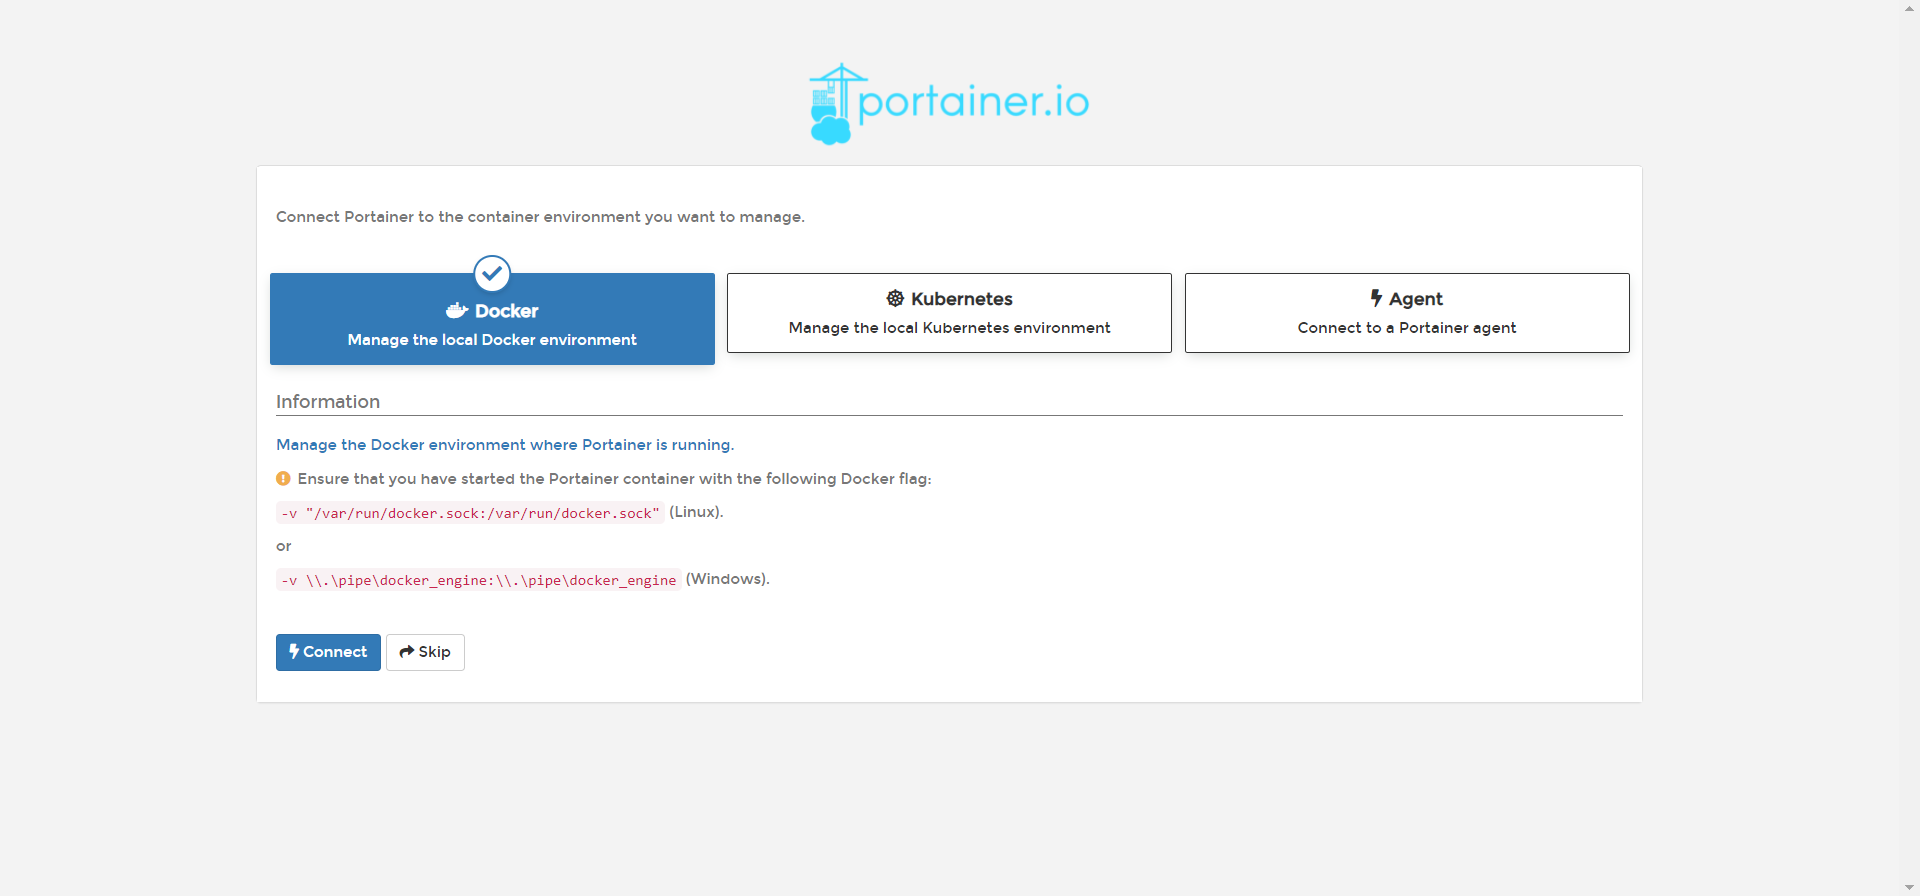 portainer.io
Connect Portainer to the container environment you want to manage.
Docker
Manage the local Docker environment
Kubernetes
Manage the local Kubernetes environment
Agent
Connect to a Portainer agent
Information
Manage the Docker environment where Portainer is running.
Ensure that you have started the Portainer container with the following Docker flag:
-v "/var/run/docker.sock:/var/run/docker.sock" (Linux).
or
-v \\.\pipe\docker_engine:\\.\pipe\docker_engine (Windows).
Connect Skip